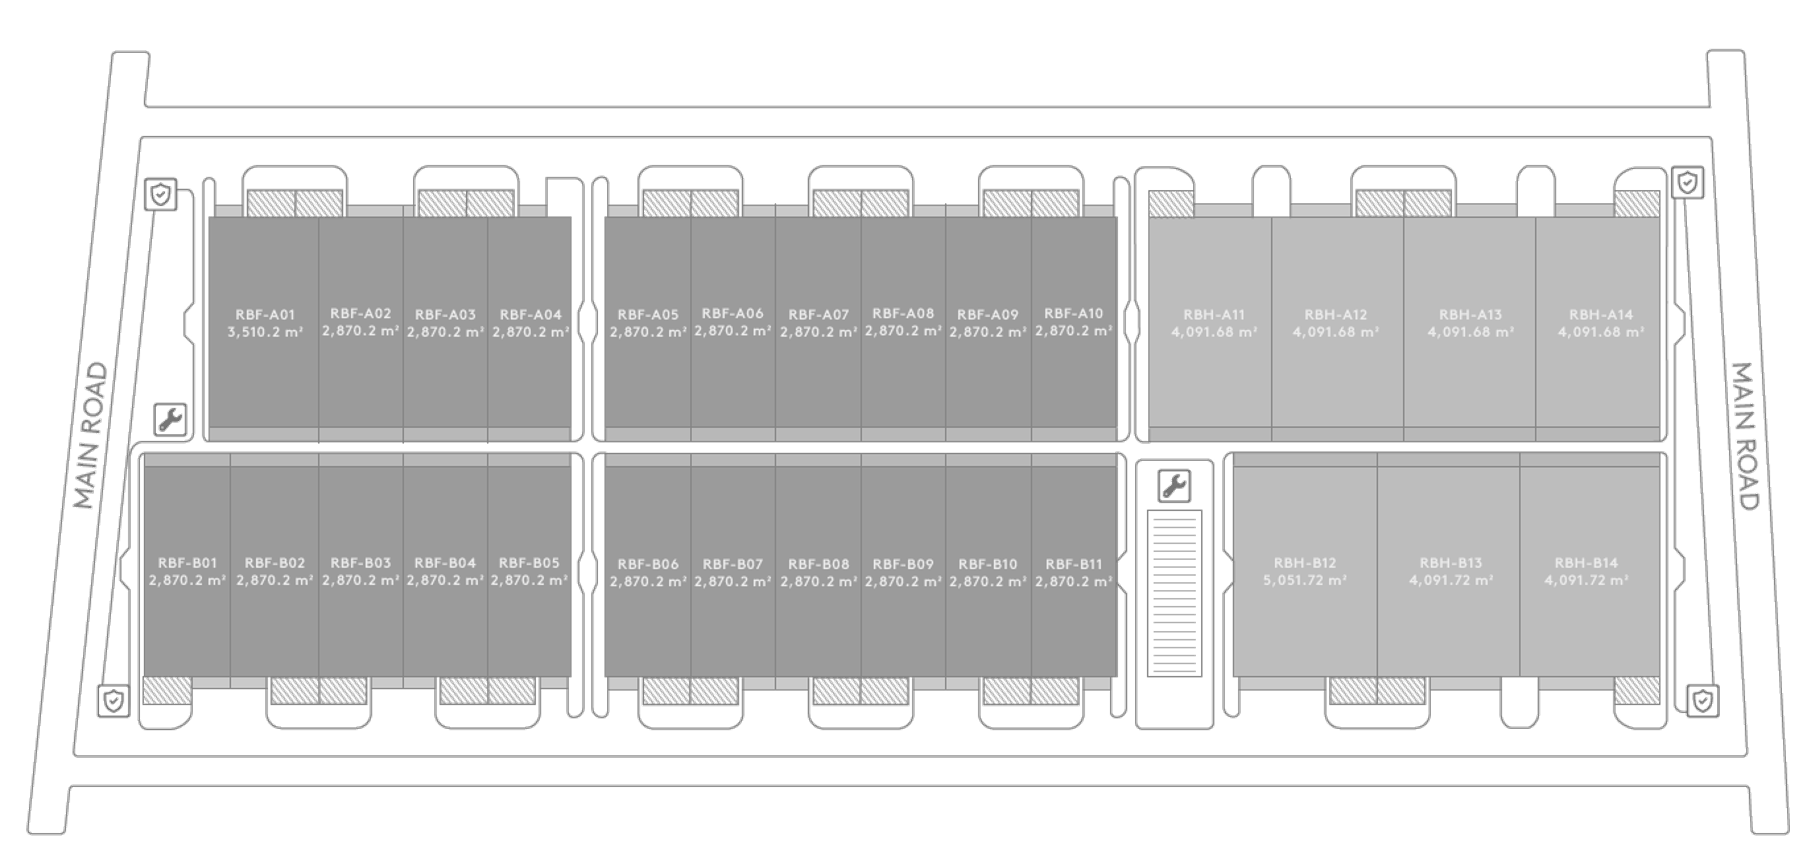 RBF-A01
3,510.2 m²
RBF-A02
2,870.2 m²
RBF-A03
2,870.2 m²
RBF-A04
2,870.2 m²
RBF-A05
2,870.2 m²
RBF-A06
2,870.2 m²
RBF-A07
2,870.2 m²
RBF-A08
2,870.2 m²
RBF-A09
2,870.2 m²
RBF-A10
2,870.2 m²
RBH-A11
4,091.68 m²
RBH-A12
4,091.68 m²
RBH-A13
4,091.68 m²
RBH-A14
4,091.68 m²
MAIN ROAD
MAIN ROAD
RBF-B01
2,870.2 m²
RBF-B02
2,870.2 m²
RBF-B03
2,870.2 m²
RBF-B04
2,870.2 m²
RBF-B05
2,870.2 m²
RBF-B06
2,870.2 m²
RBF-B07
2,870.2 m²
RBF-B08
2,870.2 m²
RBF-B09
2,870.2 m²
RBF-B10
2,870.2 m²
RBF-B11
2,870.2 m²
RBH-B12
5,051.72 m²
RBH-B13
4,091.72 m²
RBH-B14
4,091.72 m²